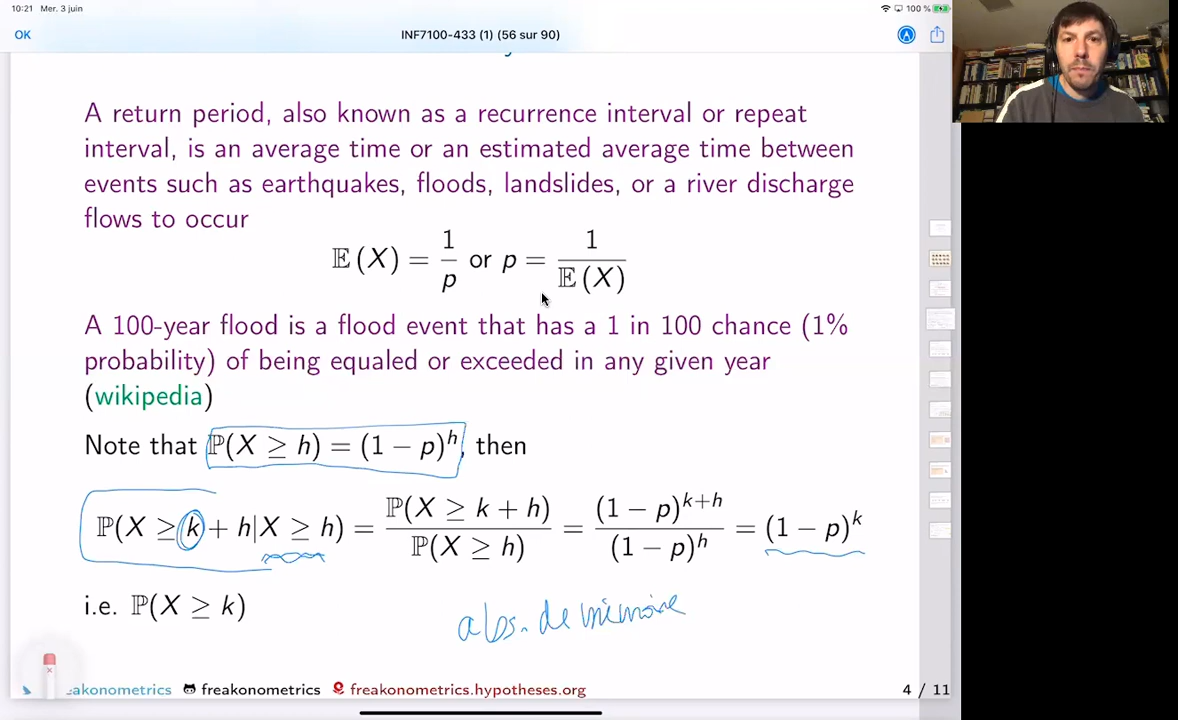 10:21 Mer. 3 juin
100 %
OK
INF7100-433 (1) (56 sur 90)
A return period, also known as a recurrence interval or repeat
interval, is an average time or an estimated average time between
events such as earthquakes, floods, landslides, or a river discharge
flows to occur
𝔼(X) = 1/p or p = 1/𝔼(X)
A 100-year flood is a flood event that has a 1 in 100 chance (1%
probability) of being equaled or exceeded in any given year
(wikipedia)
Note that ℙ(X ≥ h) = (1 − p)^h, then
ℙ(X ≥ k + h|X ≥ h) = ℙ(X ≥ k + h)/ℙ(X ≥ h) = (1 − p)^{k+h}/(1 − p)^h = (1 − p)^k
i.e. ℙ(X ≥ k)
abs. de mémoire
akonometrics freakonometrics freakonometrics.hypotheses.org 4 / 11